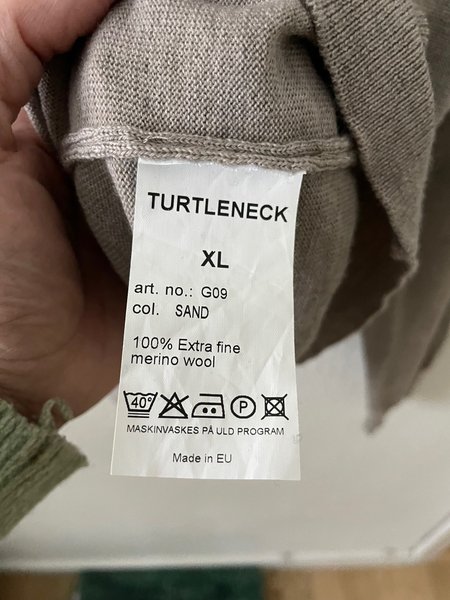 TURTLENECK
XL
art. no.: G09
col. SAND
100% Extra fine
merino wool
40° P
MASKINVASKES PÅ ULD PROGRAM
Made in EU